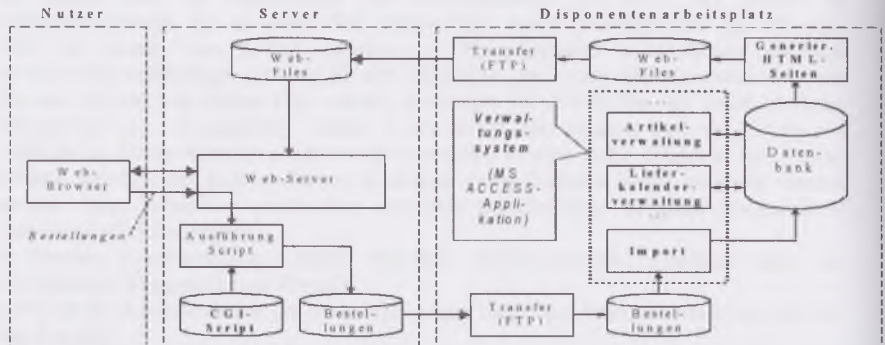 Nutzer
Server
Disponentenarbeitsplatz
Web-
Files
Transfer
(FTP)
Web-
Files
Generier.
HTML-
Seiten
Verwal-
tungs-
system
(MS
ACCESS-
Appli-
kation)
Artikel-
verwaltung
Liefer-
kalender-
verwaltung
Import
Daten-
bank
Web-
Browser
Web-Server
Bestellungen
Ausführung
Script
CGI-
Script
Bestel-
lungen
Transfer
(FTP)
Bestel-
lungen